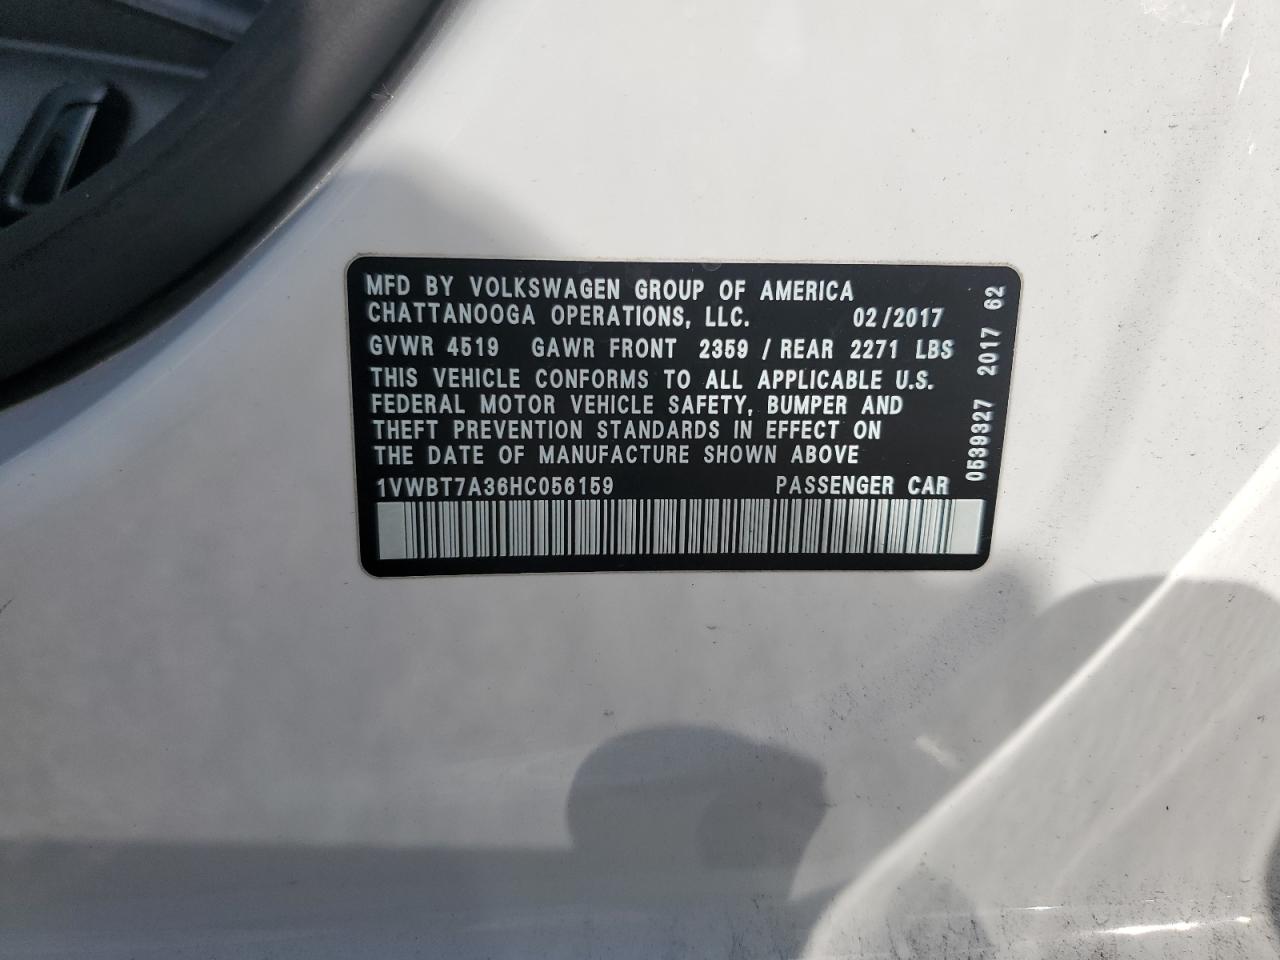 MFD BY VOLKSWAGEN GROUP OF AMERICA
CHATTANOOGA OPERATIONS, LLC. 02/2017
GVWR 4519 GAWR FRONT 2359 / REAR 2271 LBS
THIS VEHICLE CONFORMS TO ALL APPLICABLE U.S.
FEDERAL MOTOR VEHICLE SAFETY, BUMPER AND
THEFT PREVENTION STANDARDS IN EFFECT ON
THE DATE OF MANUFACTURE SHOWN ABOVE
1VWBT7A36HC056159 PASSENGER CAR
0539327 2017 62